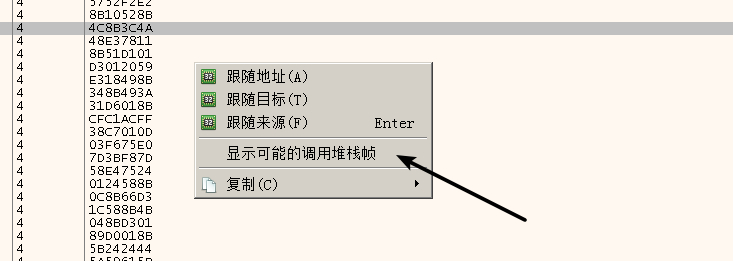 4 5752F2E2
4 8B10528B
4 4C8B3C4A
4 48E37811
4 8B51D101
4 D3012059
4 E318498B
4 348B493A
4 31D6018B
4 CFC1ACFF
4 38C7010D
4 03F675E0
4 7D3BF87D
4 58E47524
4 0124588B
4 0C8B66D3
4 1C588B4B
4 048BD301
4 89D0018B
4 5B242444
4 5A59615B
跟随地址(A)
跟随目标(T)
跟随来源(F) Enter
显示可能的调用堆栈帧
复制(C)